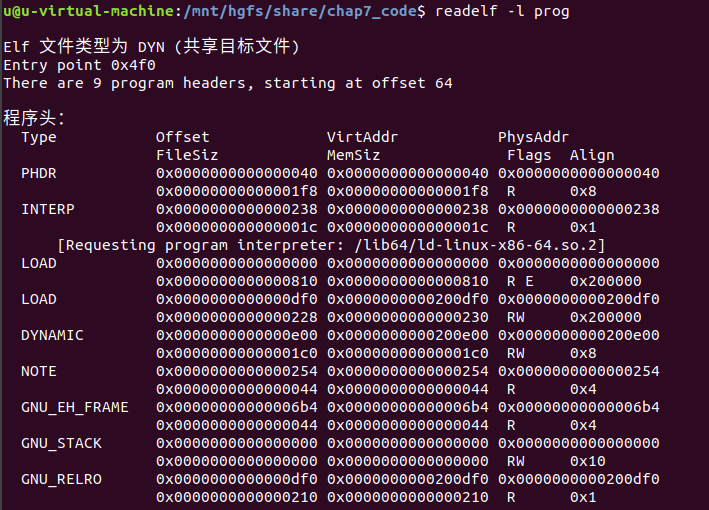 u@u-virtual-machine:/mnt/hgfs/share/chap7_code$ readelf -l prog
Elf 文件类型为 DYN (共享目标文件)
Entry point 0x4f0
There are 9 program headers, starting at offset 64
程序头:
Type Offset VirtAddr PhysAddr
FileSiz MemSiz Flags Align
PHDR 0x0000000000000040 0x0000000000000040 0x0000000000000040
0x00000000000001f8 0x00000000000001f8 R 0x8
INTERP 0x0000000000000238 0x0000000000000238 0x0000000000000238
0x000000000000001c 0x000000000000001c R 0x1
[Requesting program interpreter: /lib64/ld-linux-x86-64.so.2]
LOAD 0x0000000000000000 0x0000000000000000 0x0000000000000000
0x0000000000000810 0x0000000000000810 R E 0x200000
LOAD 0x0000000000000df0 0x0000000000200df0 0x0000000000200df0
0x0000000000000228 0x0000000000000230 RW 0x200000
DYNAMIC 0x0000000000000e00 0x0000000000200e00 0x0000000000200e00
0x00000000000001c0 0x00000000000001c0 RW 0x8
NOTE 0x0000000000000254 0x0000000000000254 0x0000000000000254
0x0000000000000044 0x0000000000000044 R 0x4
GNU_EH_FRAME 0x00000000000006b4 0x00000000000006b4 0x00000000000006b4
0x0000000000000044 0x0000000000000044 R 0x4
GNU_STACK 0x0000000000000000 0x0000000000000000 0x0000000000000000
0x0000000000000000 0x0000000000000000 RW 0x10
GNU_RELRO 0x0000000000000df0 0x0000000000200df0 0x0000000000200df0
0x0000000000000210 0x0000000000000210 R 0x1